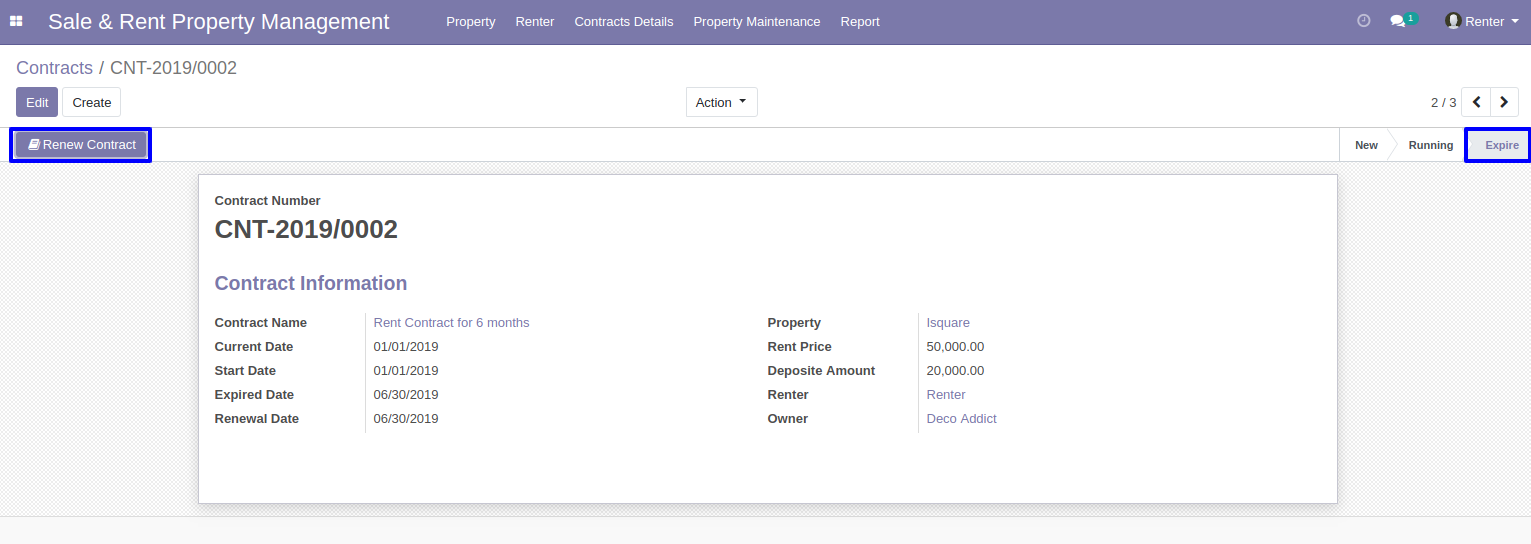 Sale & Rent Property Management Property Renter Contracts Details Property Maintenance Report 1 Renter
Contracts / CNT-2019/0002
Edit Create Action 2 / 3
Renew Contract New Running Expire
Contract Number
CNT-2019/0002
Contract Information
Contract Name Rent Contract for 6 months Property Isquare
Current Date 01/01/2019 Rent Price 50,000.00
Start Date 01/01/2019 Deposite Amount 20,000.00
Expired Date 06/30/2019 Renter Renter
Renewal Date 06/30/2019 Owner Deco Addict